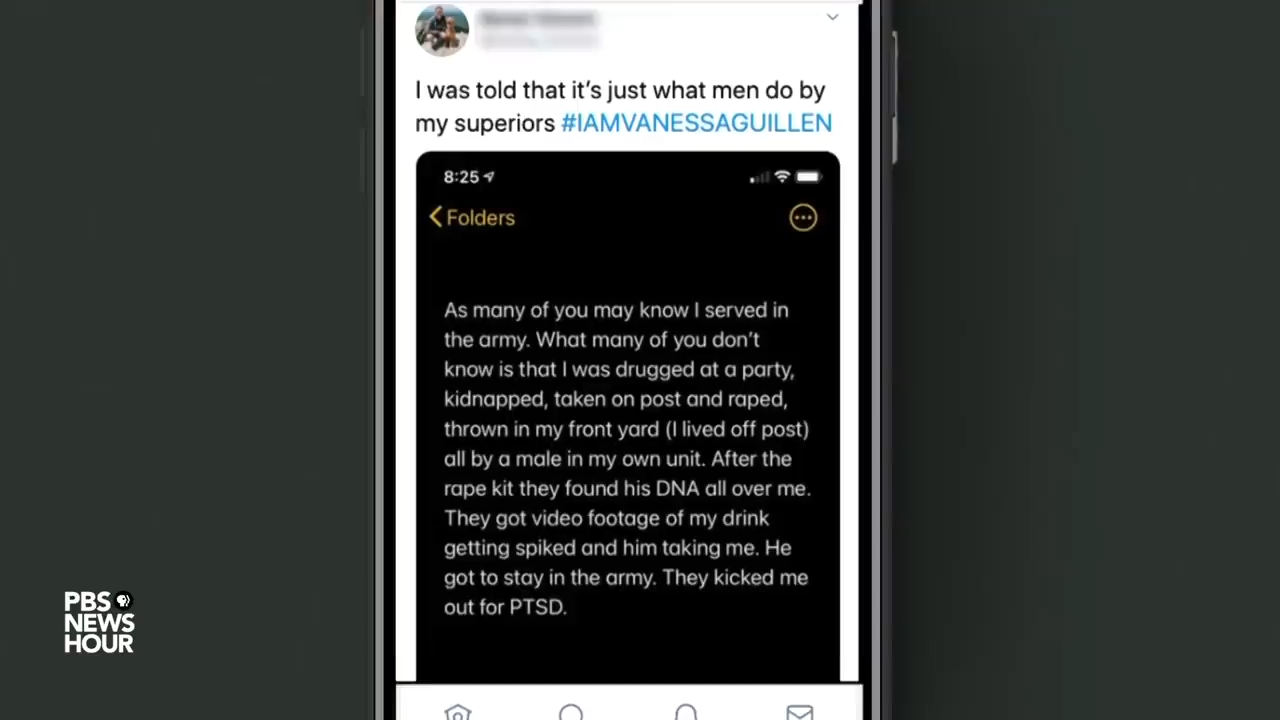 I was told that it's just what men do by
my superiors #IAMVANESSAGUILLEN
8:25
Folders
As many of you may know I served in
the army. What many of you don't
know is that I was drugged at a party,
kidnapped, taken on post and raped,
thrown in my front yard (I lived off post)
all by a male in my own unit. After the
rape kit they found his DNA all over me.
They got video footage of my drink
getting spiked and him taking me. He
got to stay in the army. They kicked me
out for PTSD.
PBS
NEWS
HOUR